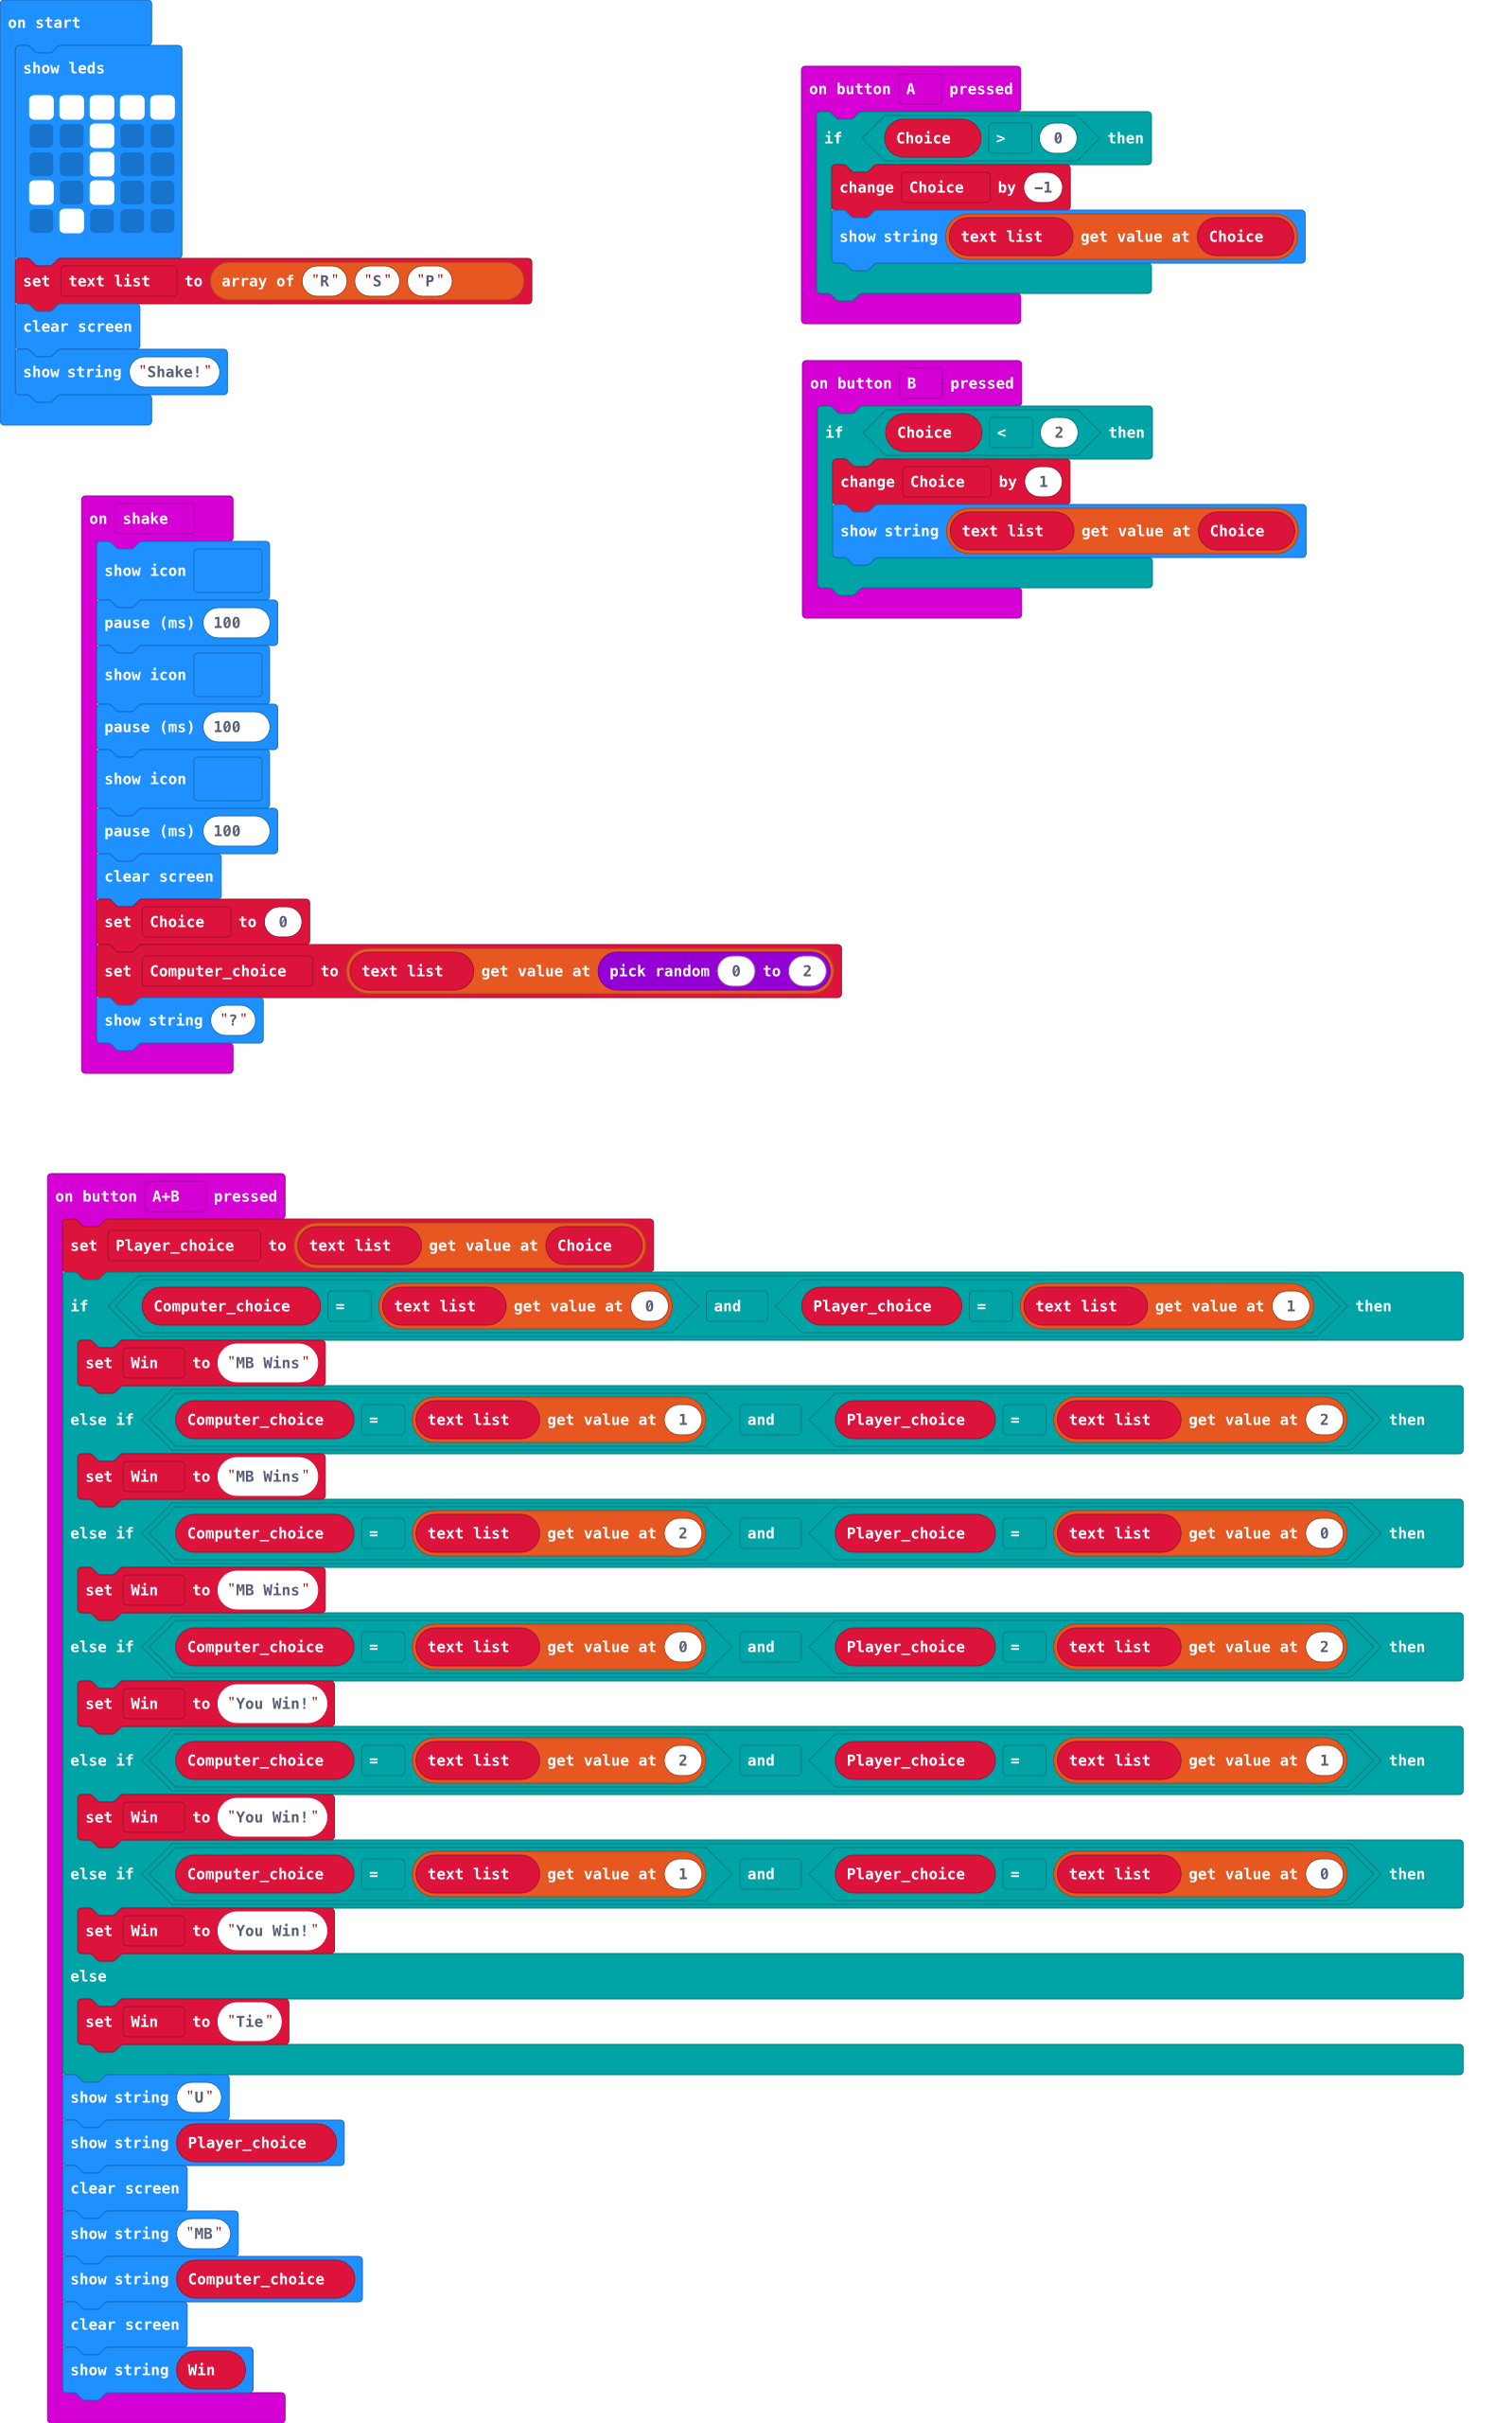 on start
show leds
set text list to array of "R" "S" "P"
clear screen
show string "Shake!"
on button A pressed
if Choice > 0 then
change Choice by −1
show string text list get value at Choice
on button B pressed
if Choice < 2 then
change Choice by 1
show string text list get value at Choice
on shake
show icon
pause (ms) 100
show icon
pause (ms) 100
show icon
pause (ms) 100
clear screen
set Choice to 0
set Computer_choice to text list get value at pick random 0 to 2
show string "?"
on button A+B pressed
set Player_choice to text list get value at Choice
if Computer_choice = text list get value at 0 and Player_choice = text list get value at 1 then
set Win to "MB Wins"
else if Computer_choice = text list get value at 1 and Player_choice = text list get value at 2 then
set Win to "MB Wins"
else if Computer_choice = text list get value at 2 and Player_choice = text list get value at 0 then
set Win to "MB Wins"
else if Computer_choice = text list get value at 0 and Player_choice = text list get value at 2 then
set Win to "You Win!"
else if Computer_choice = text list get value at 2 and Player_choice = text list get value at 1 then
set Win to "You Win!"
else if Computer_choice = text list get value at 1 and Player_choice = text list get value at 0 then
set Win to "You Win!"
else
set Win to "Tie"
show string "U"
show string Player_choice
clear screen
show string "MB"
show string Computer_choice
clear screen
show string Win